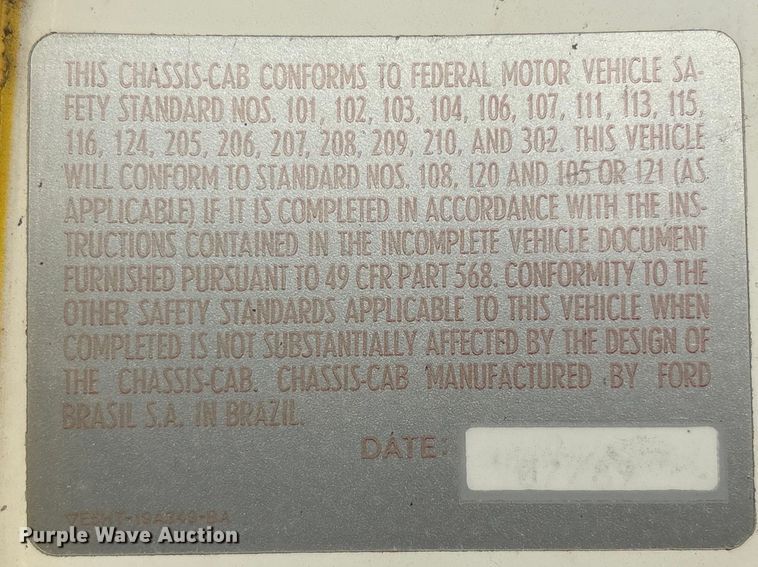 THIS CHASSIS-CAB CONFORMS TO FEDERAL MOTOR VEHICLE SA-
FETY STANDARD NOS. 101, 102, 103, 104, 106, 107, 111, 113, 115,
116, 124, 205, 206, 207, 208, 209, 210, AND 302. THIS VEHICLE
WILL CONFORM TO STANDARD NOS. 108, 120 AND 105 OR 121 (AS
APPLICABLE) IF IT IS COMPLETED IN ACCORDANCE WITH THE INS-
TRUCTIONS CONTAINED IN THE INCOMPLETE VEHICLE DOCUMENT
FURNISHED PURSUANT TO 49 CFR PART 568. CONFORMITY TO THE
OTHER SAFETY STANDARDS APPLICABLE TO THIS VEHICLE WHEN
COMPLETED IS NOT SUBSTANTIALLY AFFECTED BY THE DESIGN OF
THE CHASSIS-CAB. CHASSIS-CAB MANUFACTURED BY FORD
BRASIL S.A. IN BRAZIL.
DATE:
Purple Wave Auction